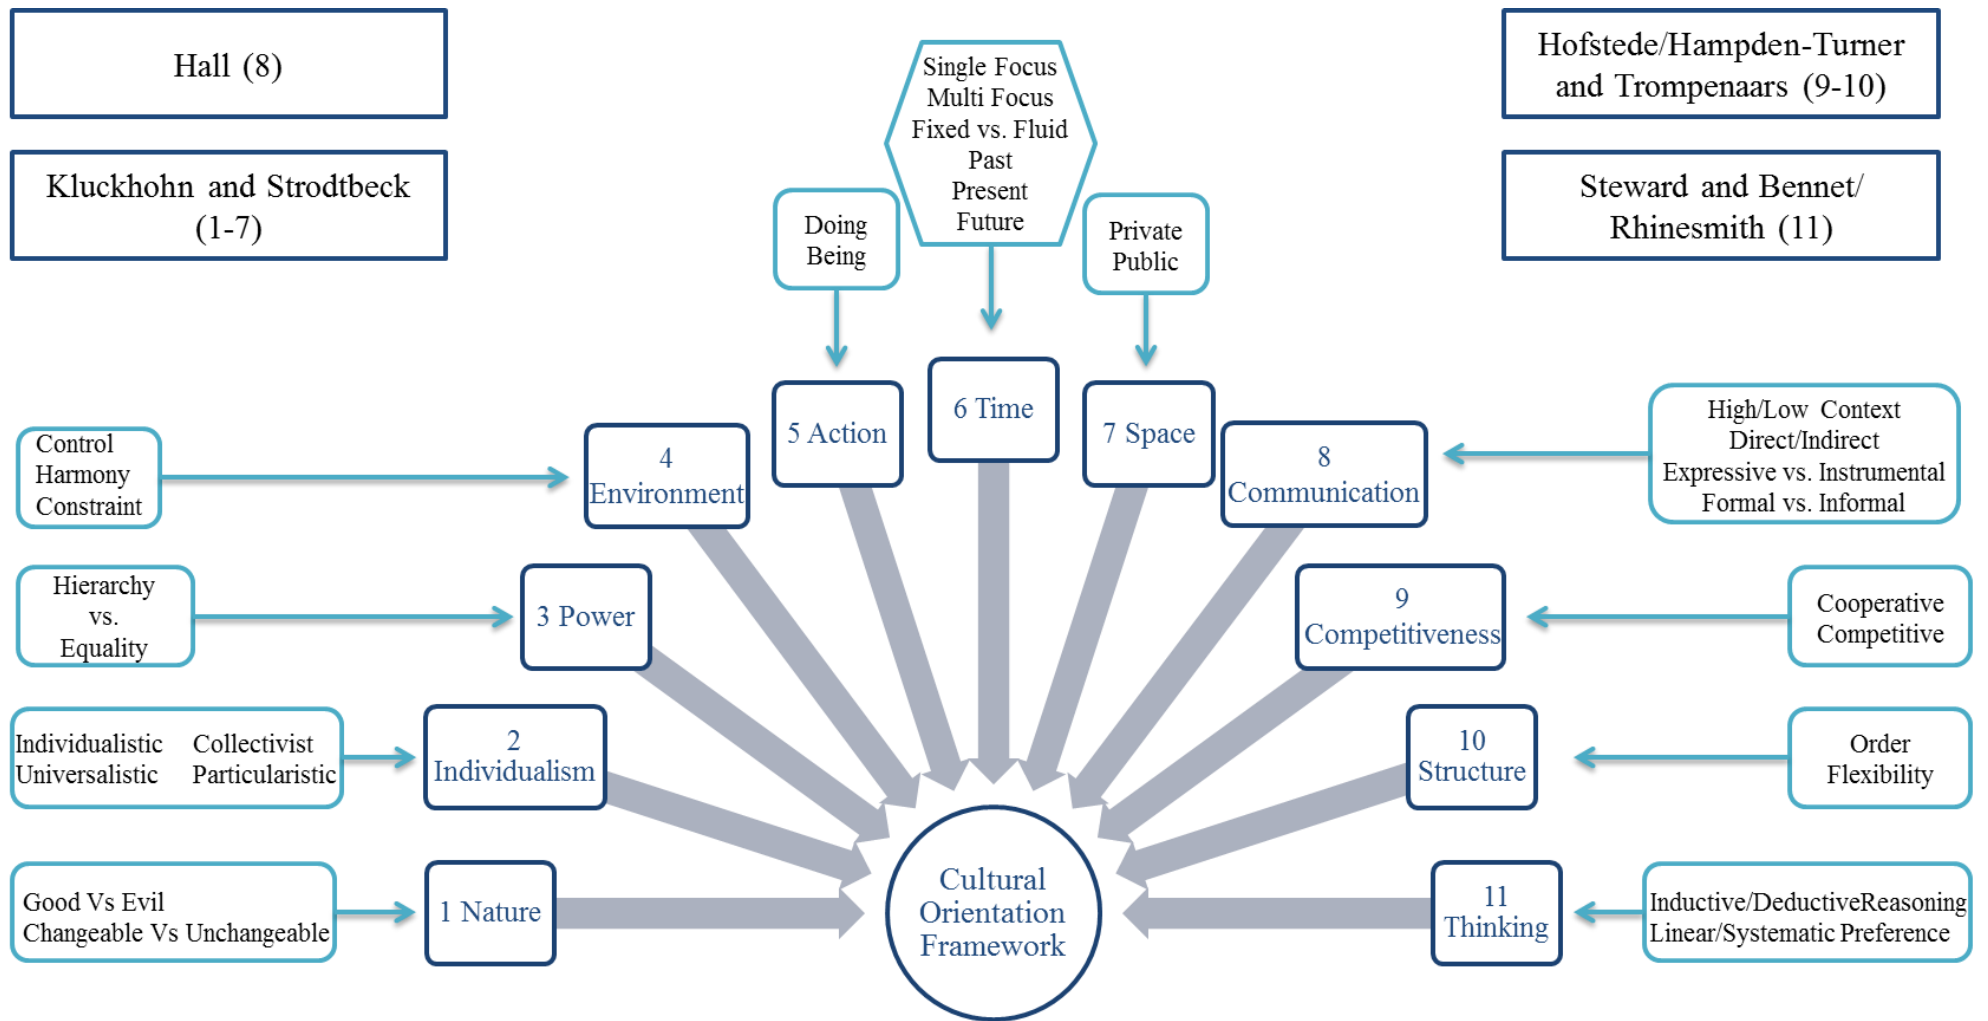 Hall (8)
Kluckhohn and Strodtbeck
(1-7)
Hofstede/Hampden-Turner
and Trompenaars (9-10)
Steward and Bennet/
Rhinesmith (11)
Single Focus
Multi Focus
Fixed vs. Fluid
Past
Present
Future
Doing
Being
Private
Public
5 Action
6 Time
7 Space
Control
Harmony
Constraint
4
Environment
8
Communication
High/Low Context
Direct/Indirect
Expressive vs. Instrumental
Formal vs. Informal
Hierarchy
vs.
Equality
3 Power
9
Competitiveness
Cooperative
Competitive
Individualistic Collectivist
Universalistic Particularistic
2
Individualism
10
Structure
Order
Flexibility
Good Vs Evil
Changeable Vs Unchangeable
1 Nature
Cultural
Orientation
Framework
11
Thinking
Inductive/DeductiveReasoning
Linear/Systematic Preference